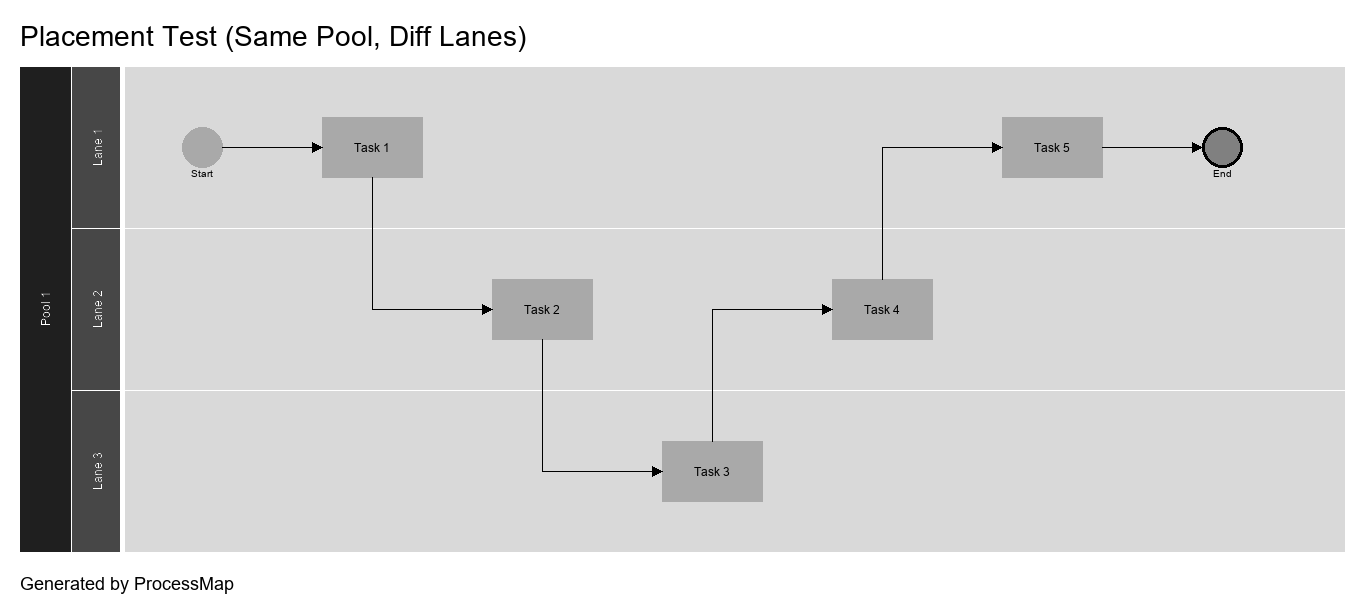 Placement Test (Same Pool, Diff Lanes)
Pool 1
Lane 1
Start
Task 1
Task 5
End
Lane 2
Task 2
Task 4
Lane 3
Task 3
Generated by ProcessMap